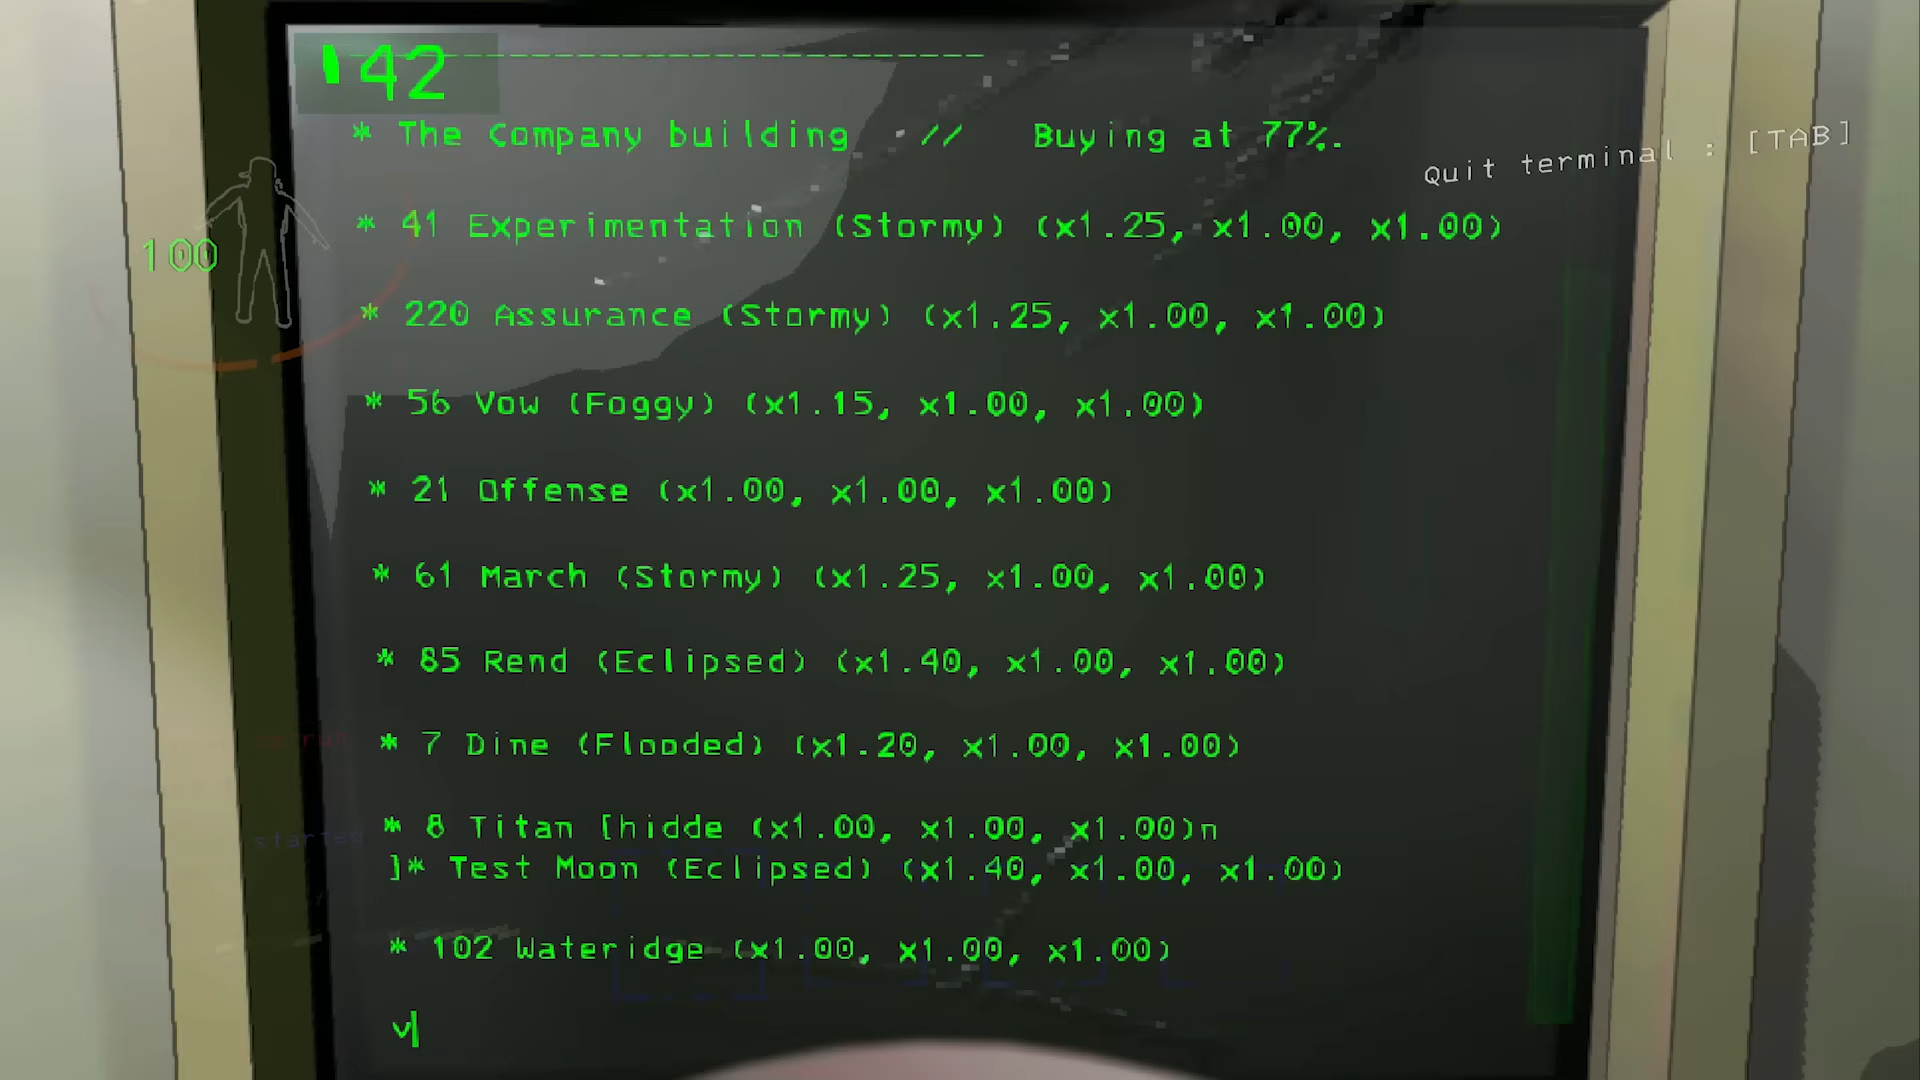 ▮42
* The Company building // Buying at 77%.
Quit terminal : [TAB]
* 41 Experimentation (Stormy) (x1.25, x1.00, x1.00)
100
* 220 Assurance (Stormy) (x1.25, x1.00, x1.00)
* 56 Vow (Foggy) (x1.15, x1.00, x1.00)
* 21 Offense (x1.00, x1.00, x1.00)
* 61 March (Stormy) (x1.25, x1.00, x1.00)
* 85 Rend (Eclipsed) (x1.40, x1.00, x1.00)
* 7 Dine (Flooded) (x1.20, x1.00, x1.00)
* 8 Titan [hidde (x1.00, x1.00, x1.00)n
]* Test Moon (Eclipsed) (x1.40, x1.00, x1.00)
started
* 102 Wateridge (x1.00, x1.00, x1.00)
v